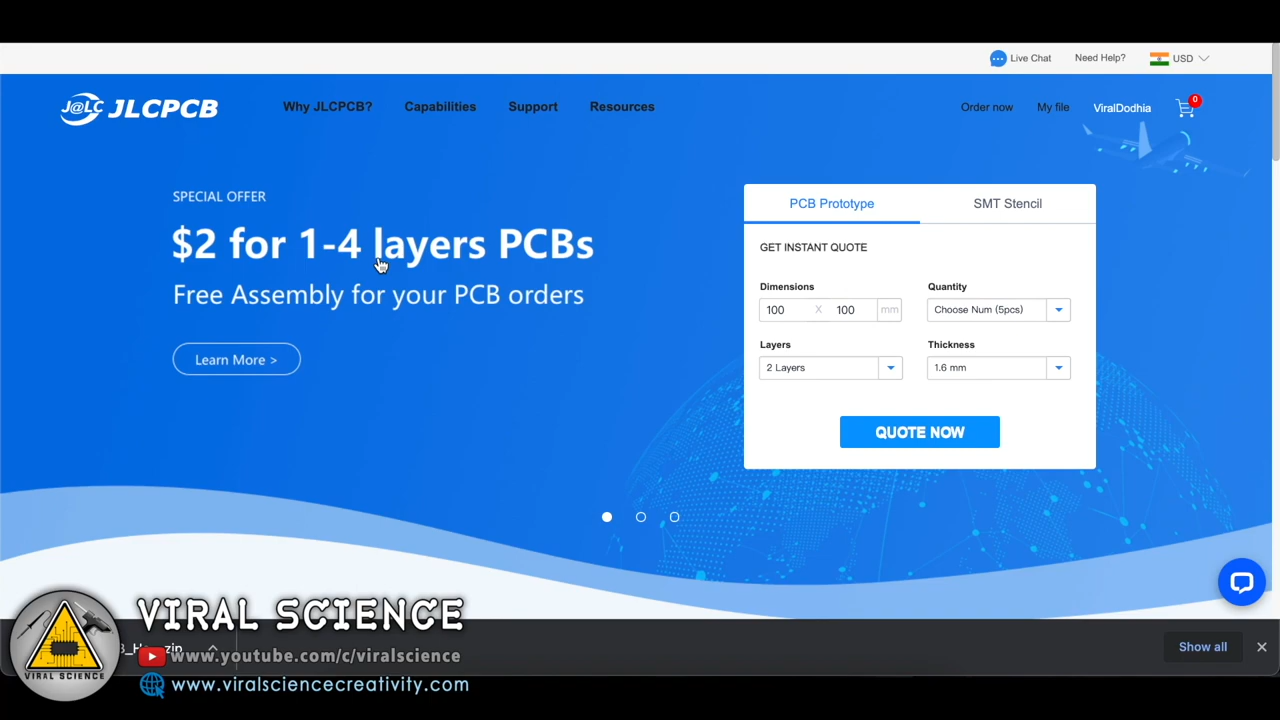 Live Chat
Need Help?
USD
J@LC JLCPCB
Why JLCPCB?
Capabilities
Support
Resources
Order now
My file
ViralDodhia
0
SPECIAL OFFER
$2 for 1-4 layers PCBs
Free Assembly for your PCB orders
Learn More >
PCB Prototype
SMT Stencil
GET INSTANT QUOTE
Dimensions
Quantity
100 X 100 mm
Choose Num (5pcs)
Layers
Thickness
2 Layers
1.6 mm
QUOTE NOW
VIRAL SCIENCE
www.youtube.com/c/viralscience
www.viralsciencecreativity.com
VIRAL SCIENCE
Show all